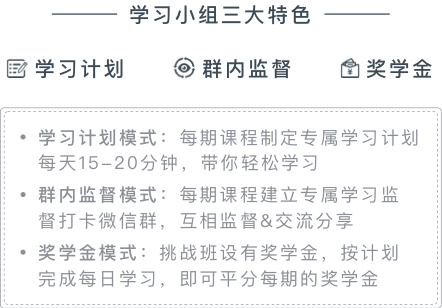 学习小组三大特色
学习计划 群内监督 奖学金
• 学习计划模式：每期课程制定专属学习计划
每天15-20分钟，带你轻松学习
• 群内监督模式：每期课程建立专属学习监
督打卡微信群，互相监督&交流分享
• 奖学金模式：挑战班设有奖学金，按计划
完成每日学习，即可平分每期的奖学金